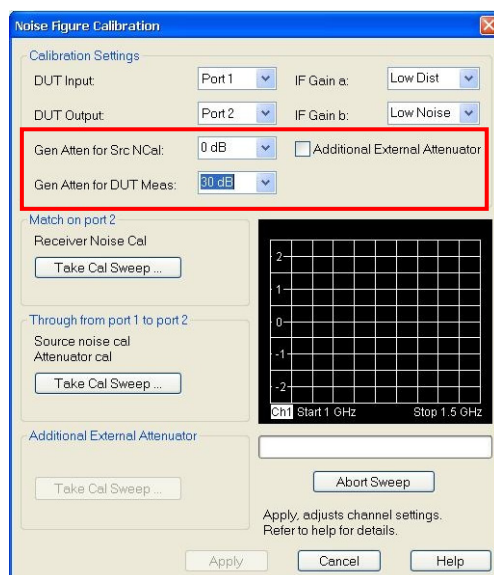 Noise Figure Calibration
Calibration Settings
DUT Input: Port 1 IF Gain a: Low Dist
DUT Output: Port 2 IF Gain b: Low Noise
Gen Atten for Src NCal: 0 dB Additional External Attenuator
Gen Atten for DUT Meas: 30 dB
Match on port 2
Receiver Noise Cal
Take Cal Sweep ...
Through from port 1 to port 2
Source noise cal
Attenuator cal
Take Cal Sweep ...
Additional External Attenuator
Take Cal Sweep ...
2
1
0
-1
-2
Ch1 Start 1 GHz Stop 1.5 GHz
Abort Sweep
Apply, adjusts channel settings.
Refer to help for details.
Apply Cancel Help